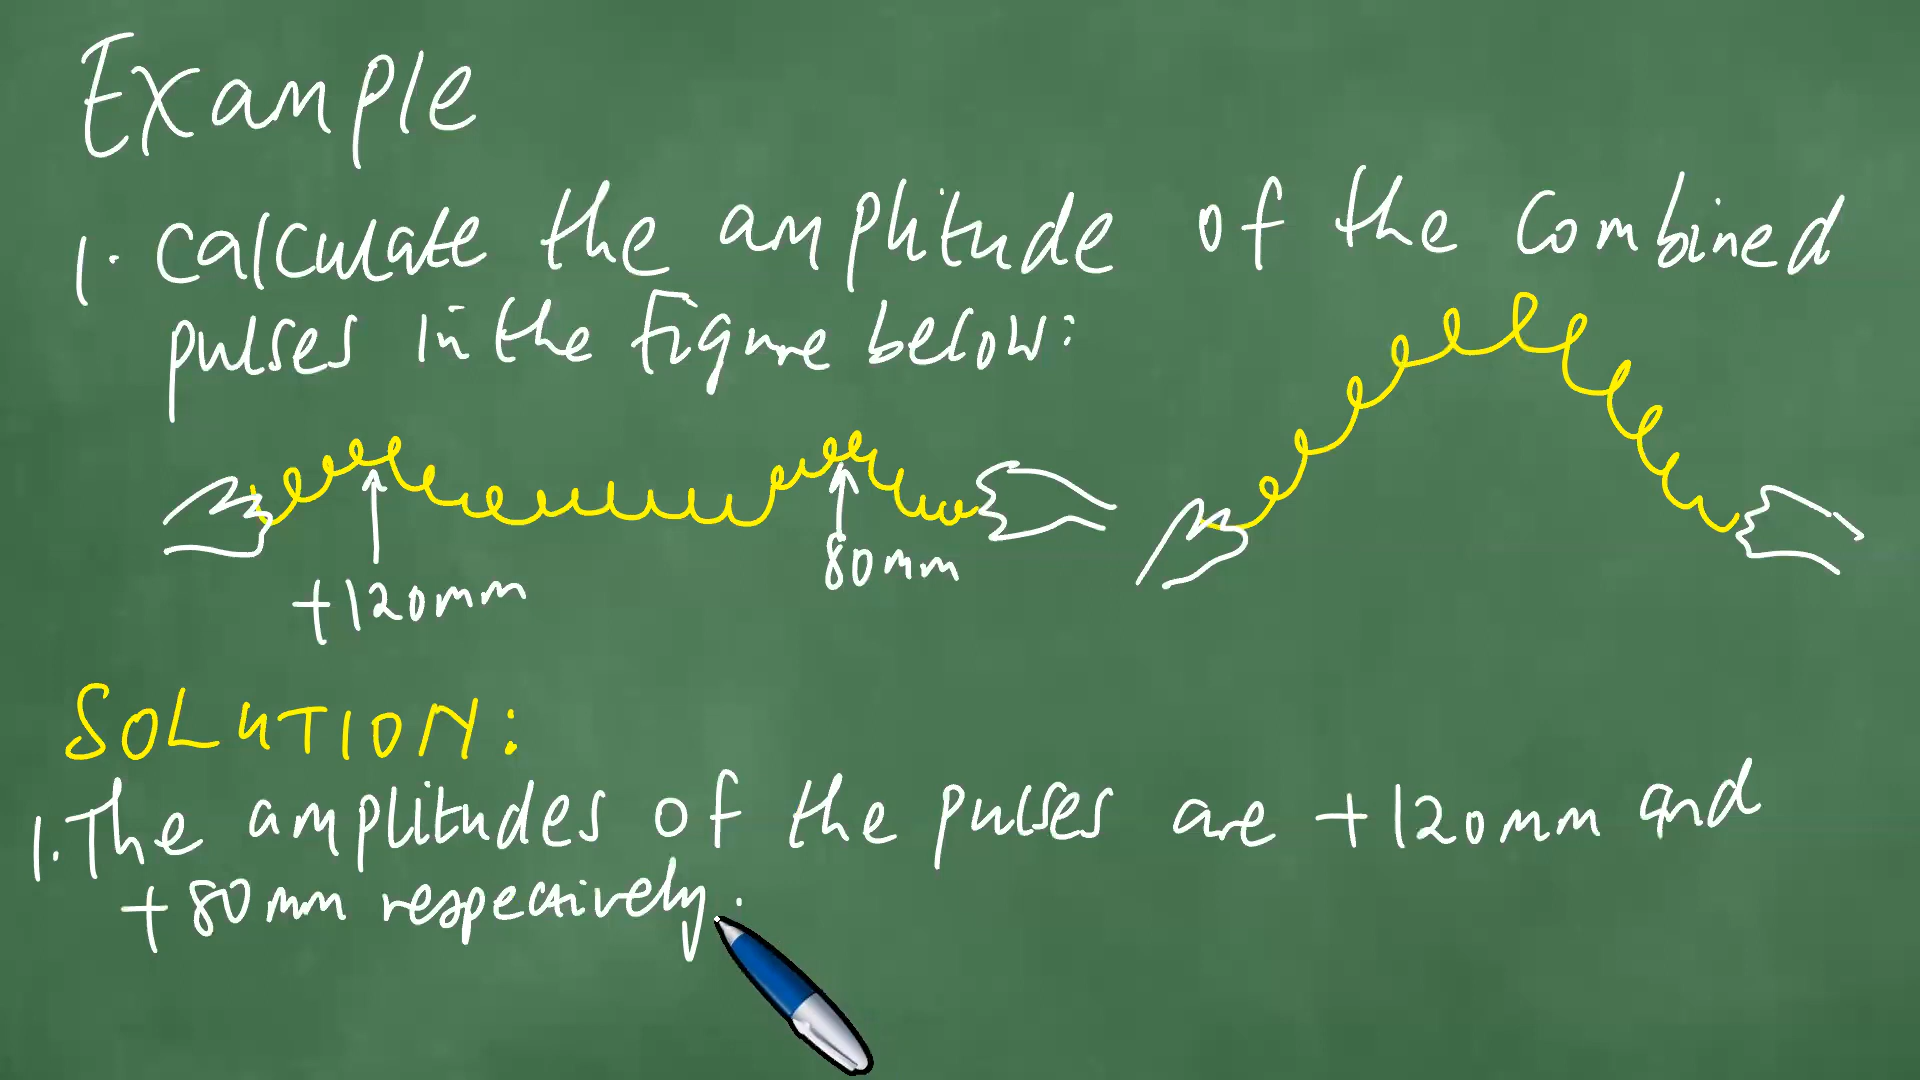 Example
1. Calculate the amplitude of the combined
pulses in the figure below:
+120mm
80mm
SOLUTION:
1. The amplitudes of the pulses are +120mm and
+80mm respectively.